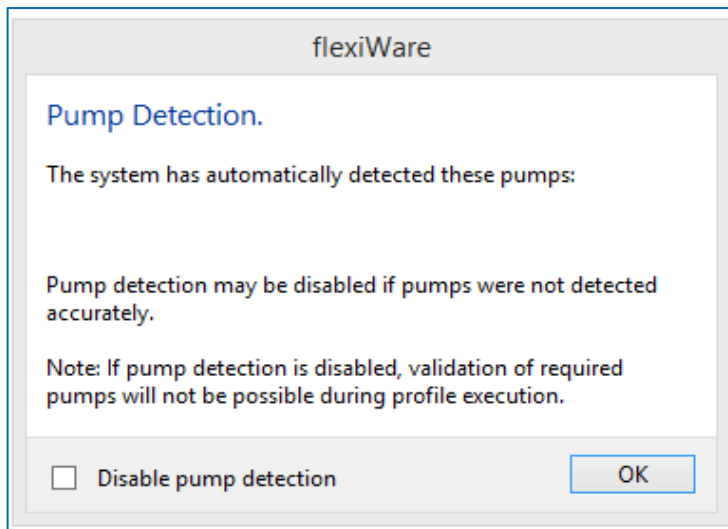 flexiWare
Pump Detection.
The system has automatically detected these pumps:
Pump detection may be disabled if pumps were not detected
accurately.
Note: If pump detection is disabled, validation of required
pumps will not be possible during profile execution.
Disable pump detection
OK